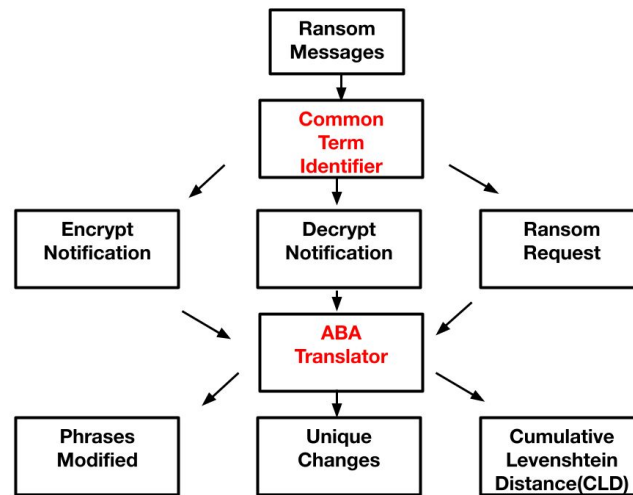 Ransom
Messages
Common
Term
Identifier
Encrypt
Notification
Decrypt
Notification
Ransom
Request
ABA
Translator
Phrases
Modified
Unique
Changes
Cumulative
Levenshtein
Distance(CLD)